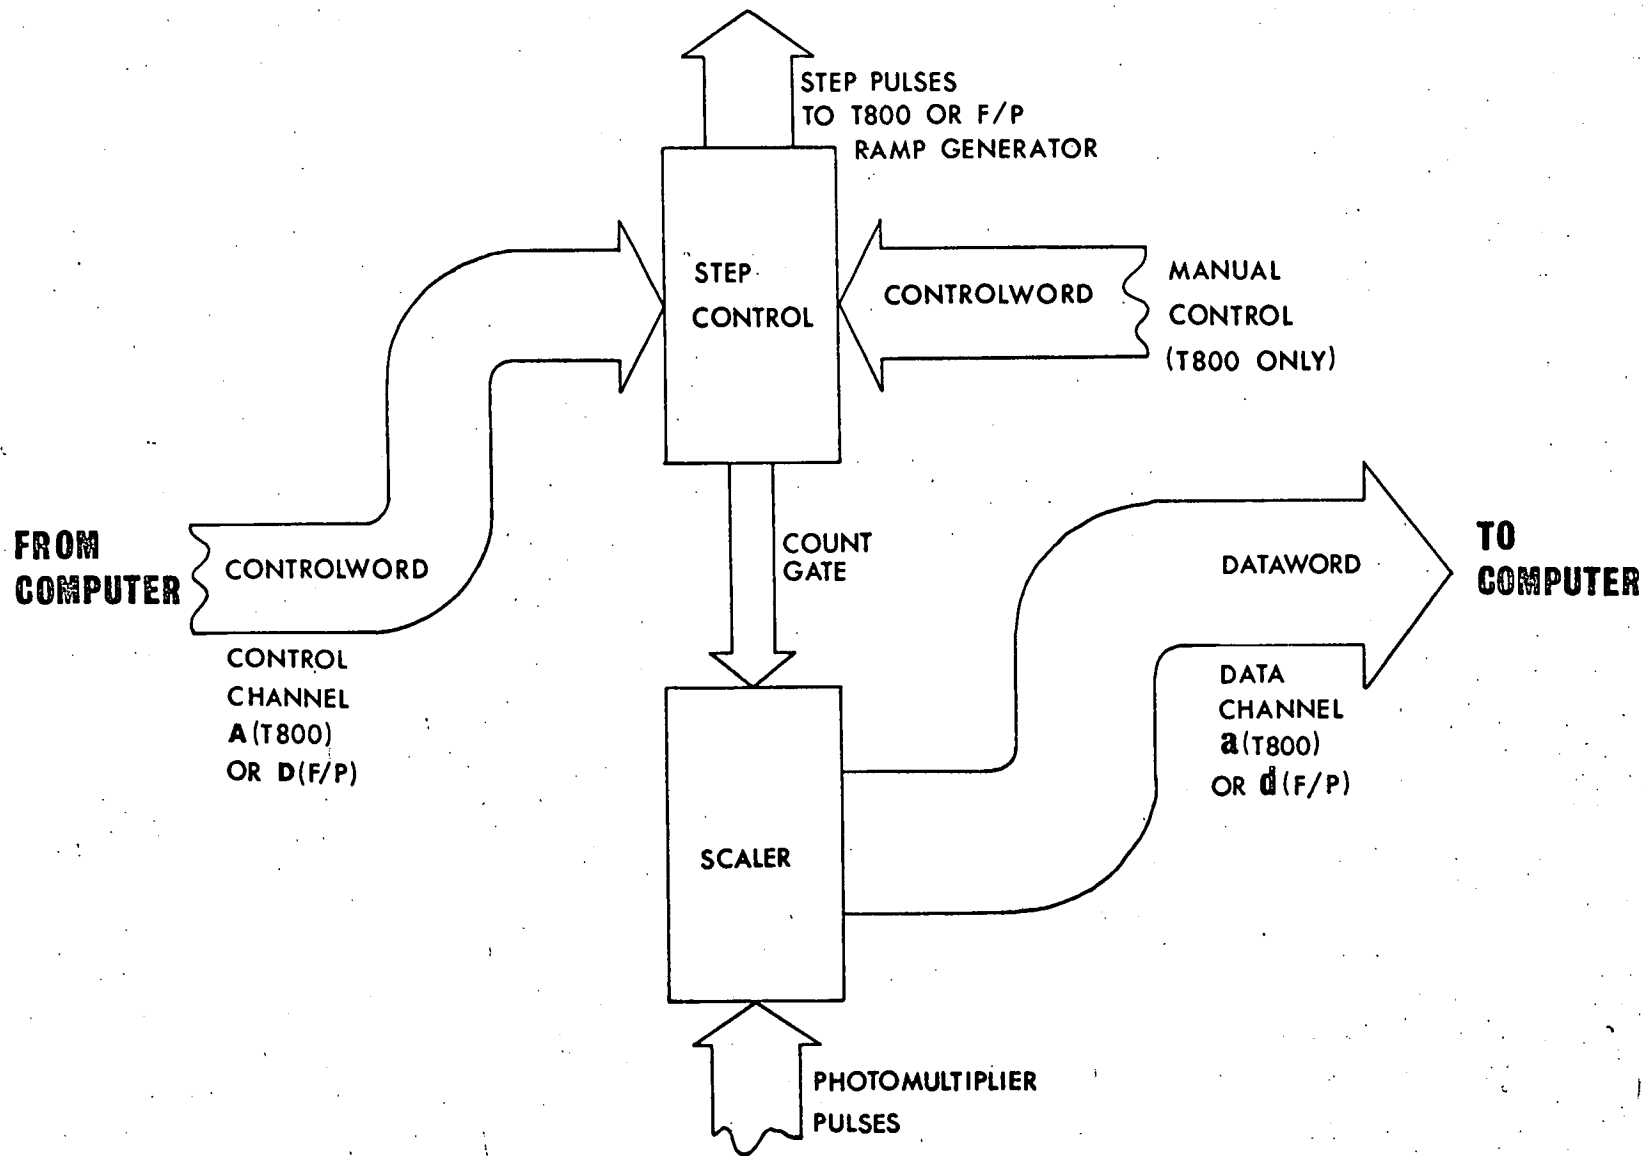 STEP PULSES
TO T800 OR F/P
RAMP GENERATOR
STEP
CONTROL
CONTROLWORD
MANUAL
CONTROL
(T800 ONLY)
FROM
COMPUTER
CONTROLWORD
CONTROL
CHANNEL
A(T800)
OR D(F/P)
COUNT
GATE
DATAWORD
TO
COMPUTER
DATA
CHANNEL
a(T800)
OR d(F/P)
SCALER
PHOTOMULTIPLIER
PULSES